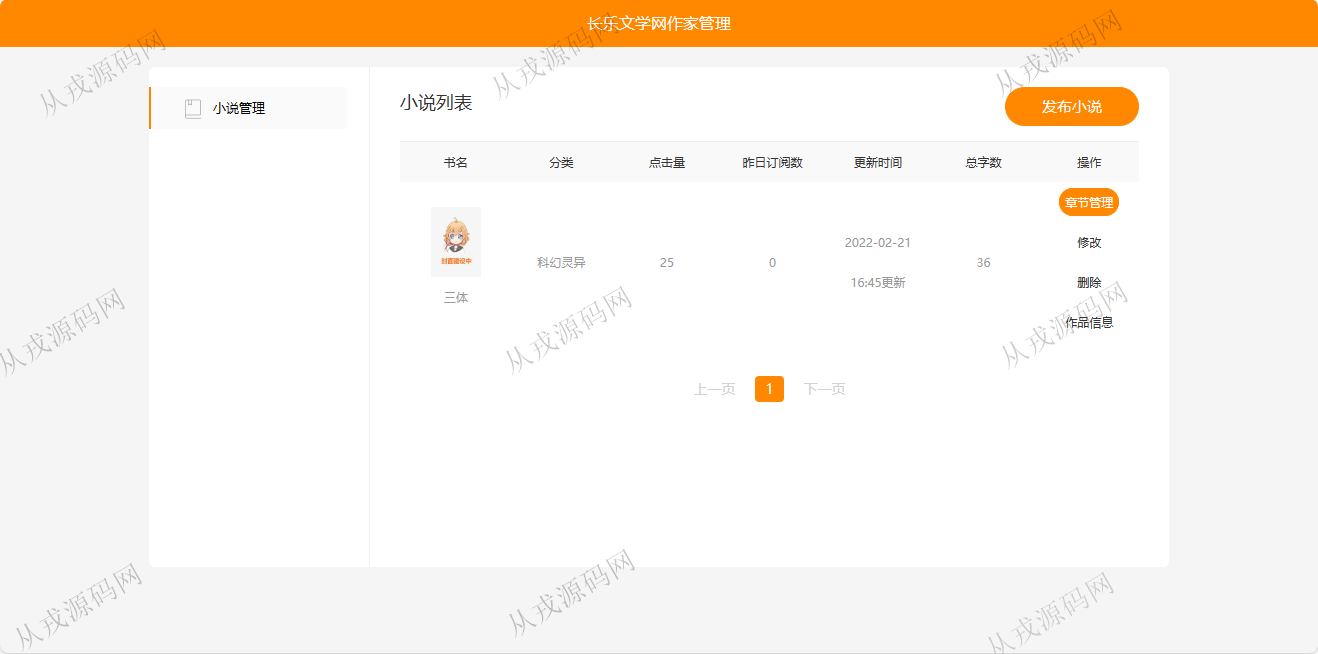 长乐文学网作家管理
小说管理
小说列表
发布小说
书名 分类 点击量 昨日订阅数 更新时间 总字数 操作
封面建设中
三体
科幻灵异
25
0
2022-02-21
16:45更新
36
章节管理
修改
删除
作品信息
上一页 1 下一页
从戎源码网
从戎源码网
从戎源码网
从戎源码网
从戎源码网
从戎源码网
从戎源码网
从戎源码网
从戎源码网